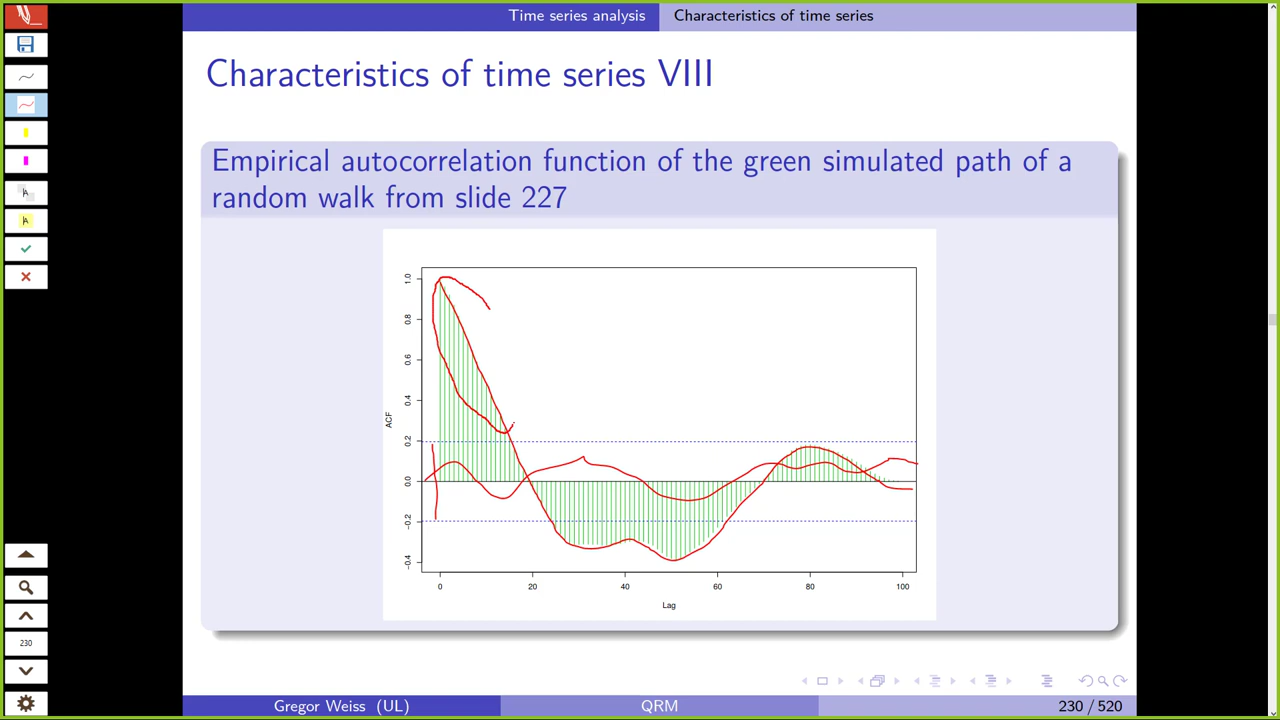 Time series analysis Characteristics of time series
Characteristics of time series VIII
Empirical autocorrelation function of the green simulated path of a
random walk from slide 227
1.0
0.8
0.6
0.4
0.2
0.0
−0.2
−0.4
ACF
0 20 40 60 80 100
Lag
A
A
230
Gregor Weiss (UL) QRM 230 / 520